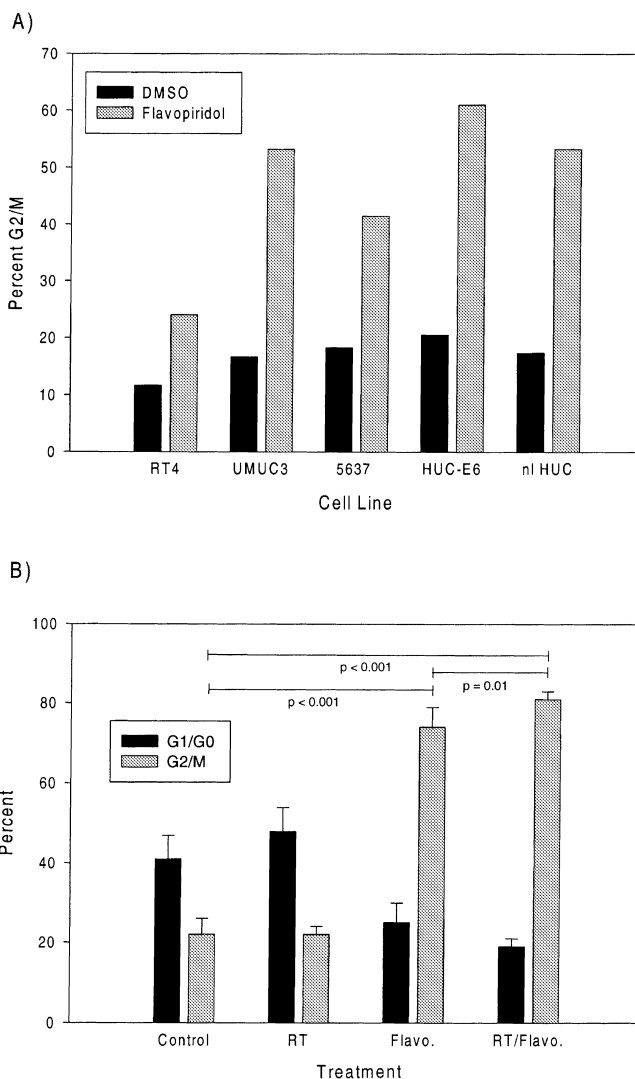 A)
70
60
50
40
30
20
10
0
Percent G2/M
DMSO
Flavopiridol
RT4 UMUC3 5637 HUC-E6 nl HUC
Cell Line
B)
100
80
60
40
20
0
Percent
p < 0.001
p = 0.01
p < 0.001
G1/G0
G2/M
Control RT Flavo. RT/Flavo.
Treatment